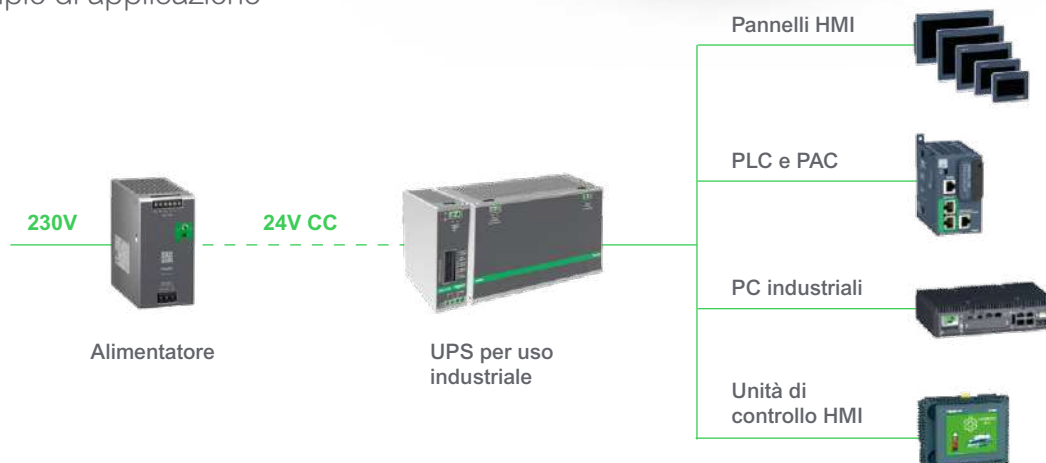 di applicazione
Pannelli HMI
PLC e PAC
230V
24V CC
PC industriali
Alimentatore
UPS per uso
industriale
Unità di
controllo HMI